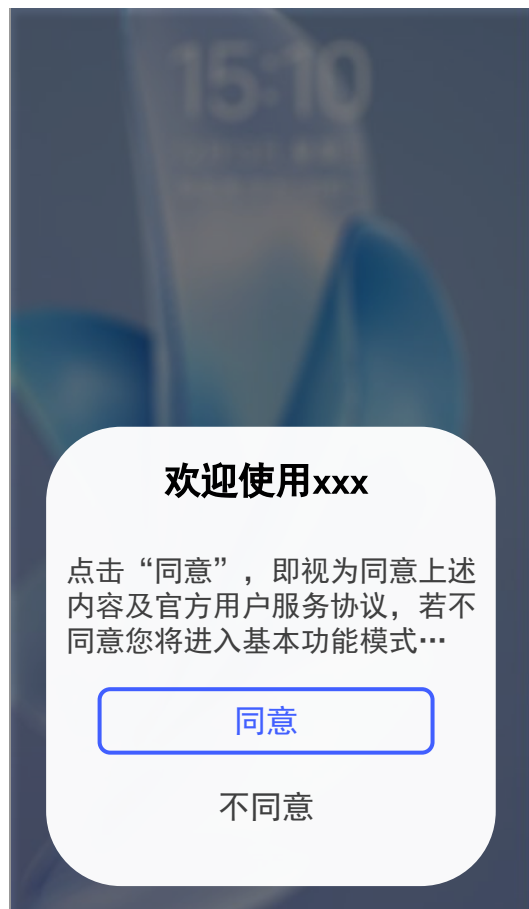 15:10
欢迎使用xxx
点击“同意”，即视为同意上述
内容及官方用户服务协议，若不
同意您将进入基本功能模式…
同意
不同意